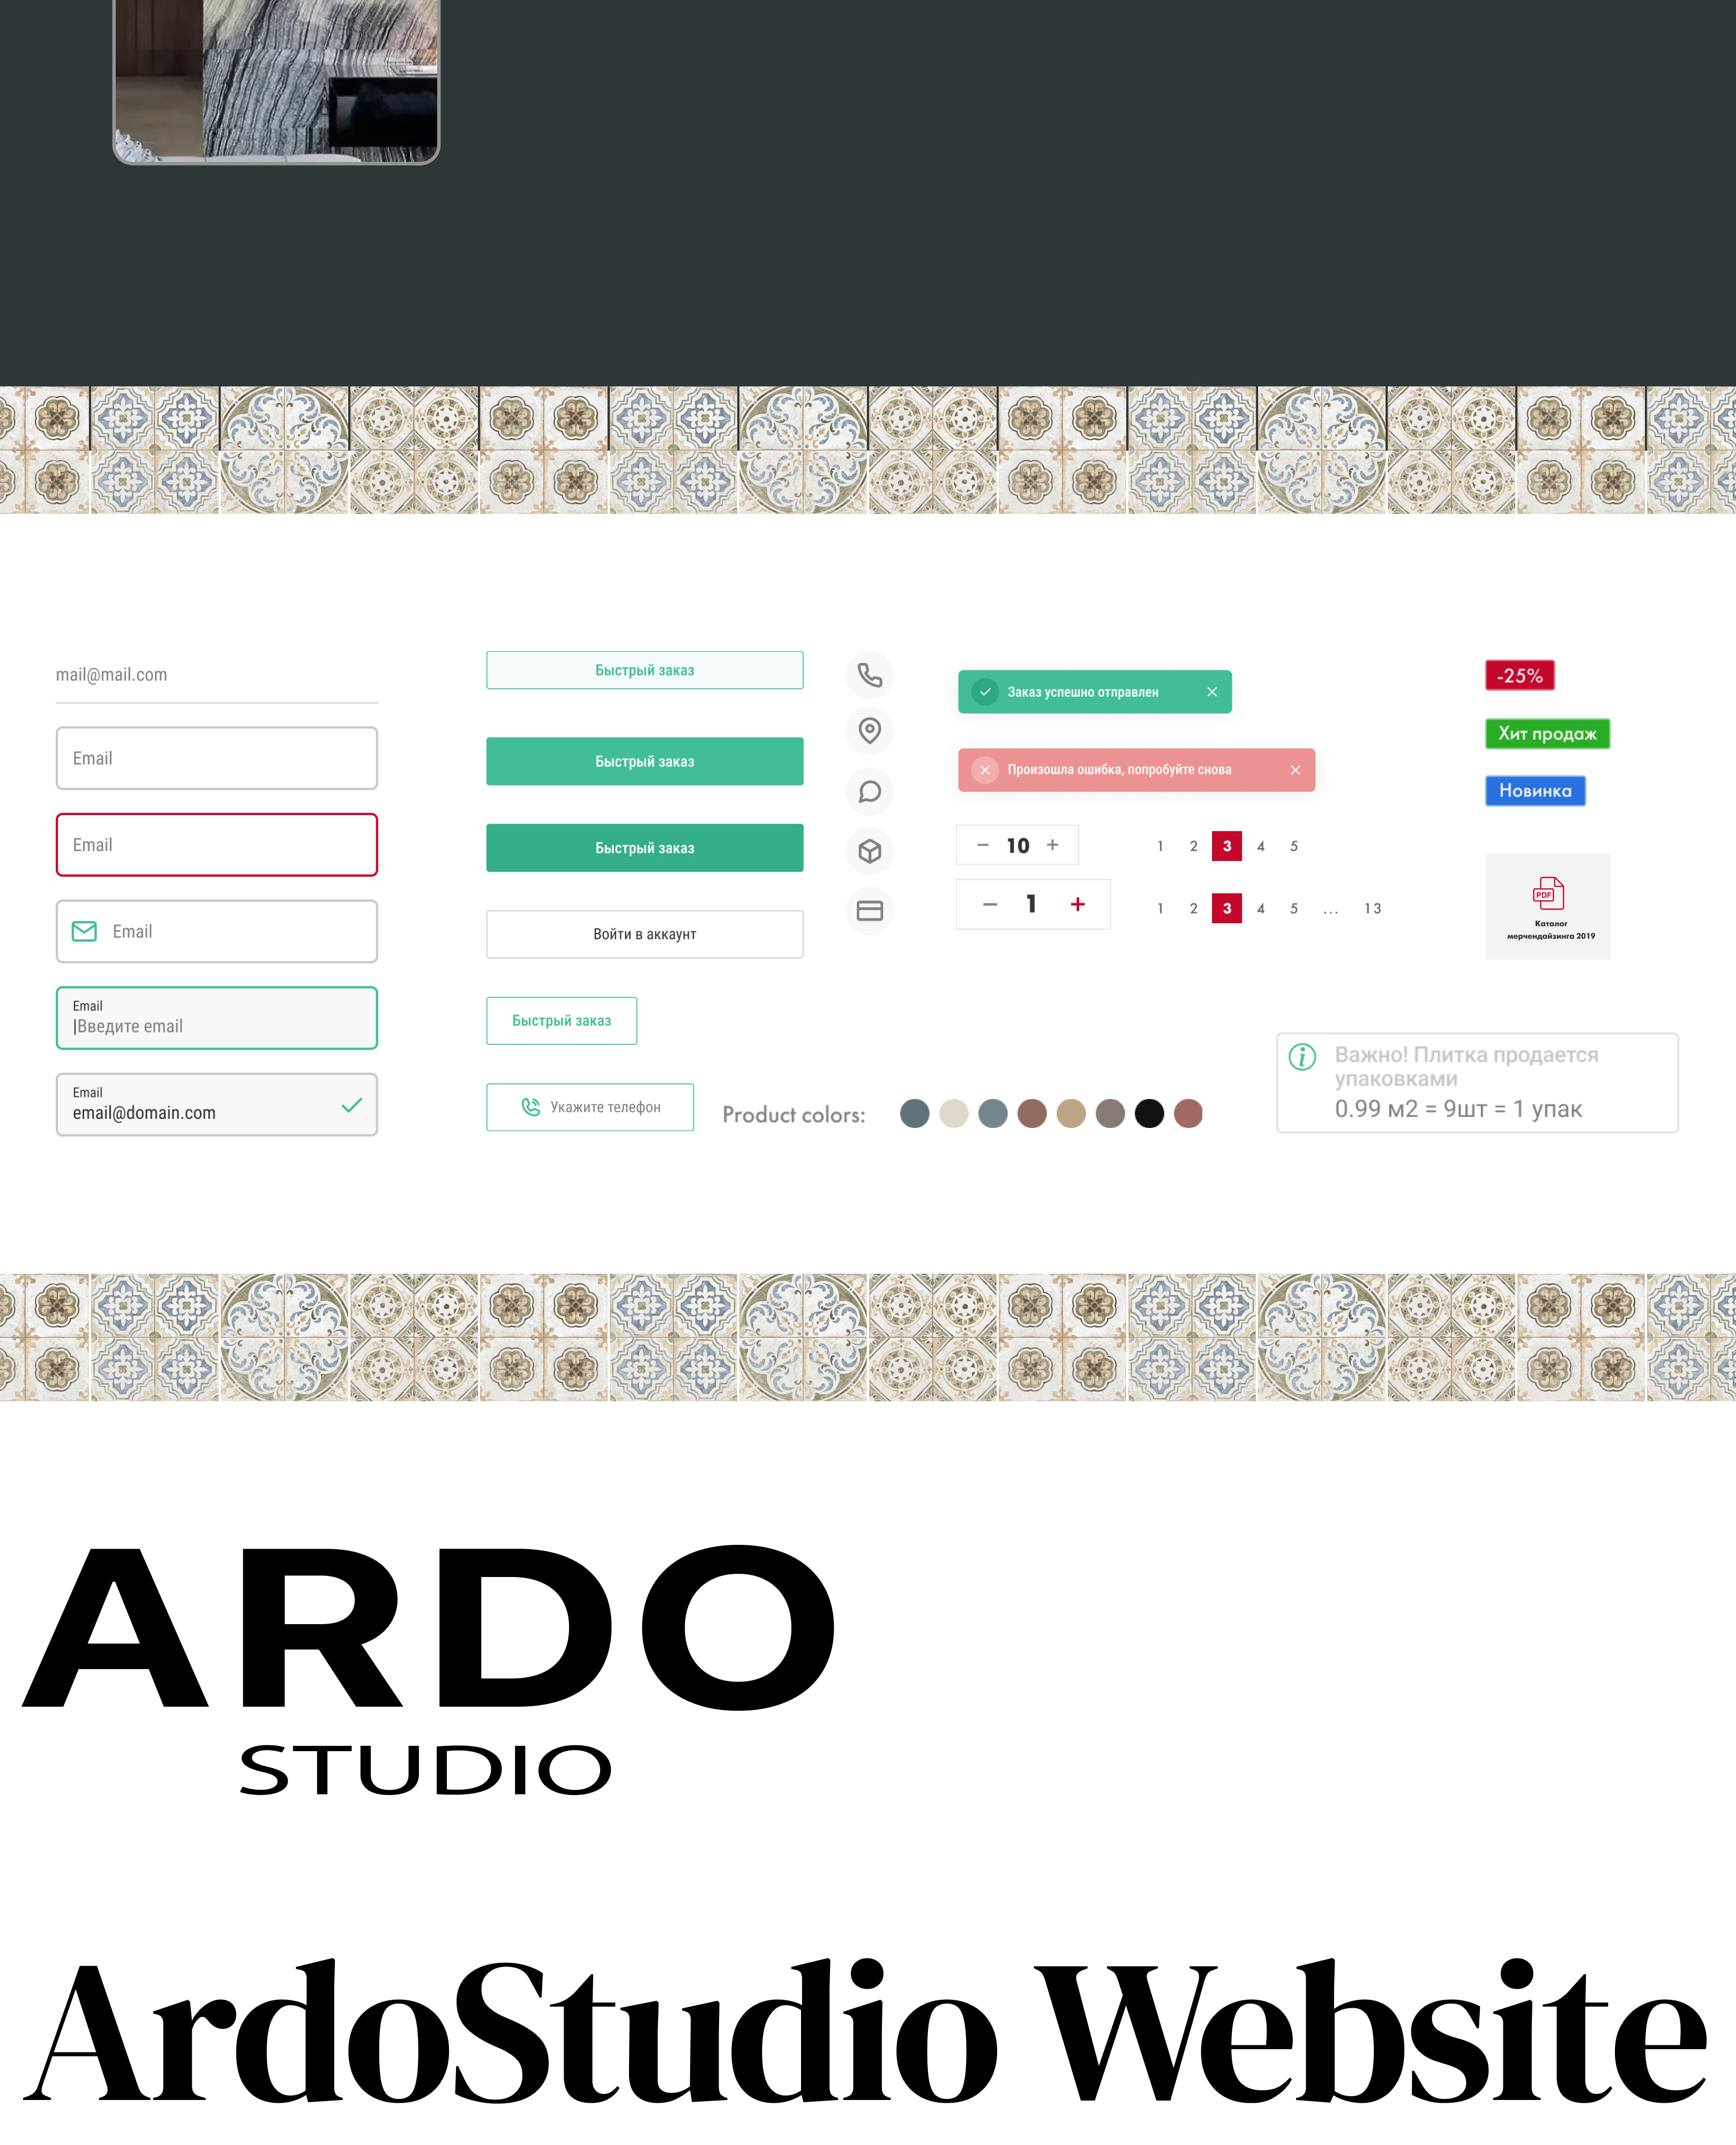 mail@mail.com
Email
Email
Email
Email
|Введите email
Email
email@domain.com
Быстрый заказ
Быстрый заказ
Быстрый заказ
Войти в аккаунт
Быстрый заказ
Укажите телефон
Заказ успешно отправлен
Произошла ошибка, попробуйте снова
− 10 +
− 1 +
1 2 3 4 5
1 2 3 4 5 ... 13
-25%
Хит продаж
Новинка
PDF
Каталог
мерчендайзинга 2019
Product colors:
Важно! Плитка продается
упаковками
0.99 м2 = 9шт = 1 упак
ARDO
STUDIO
ArdoStudio Website